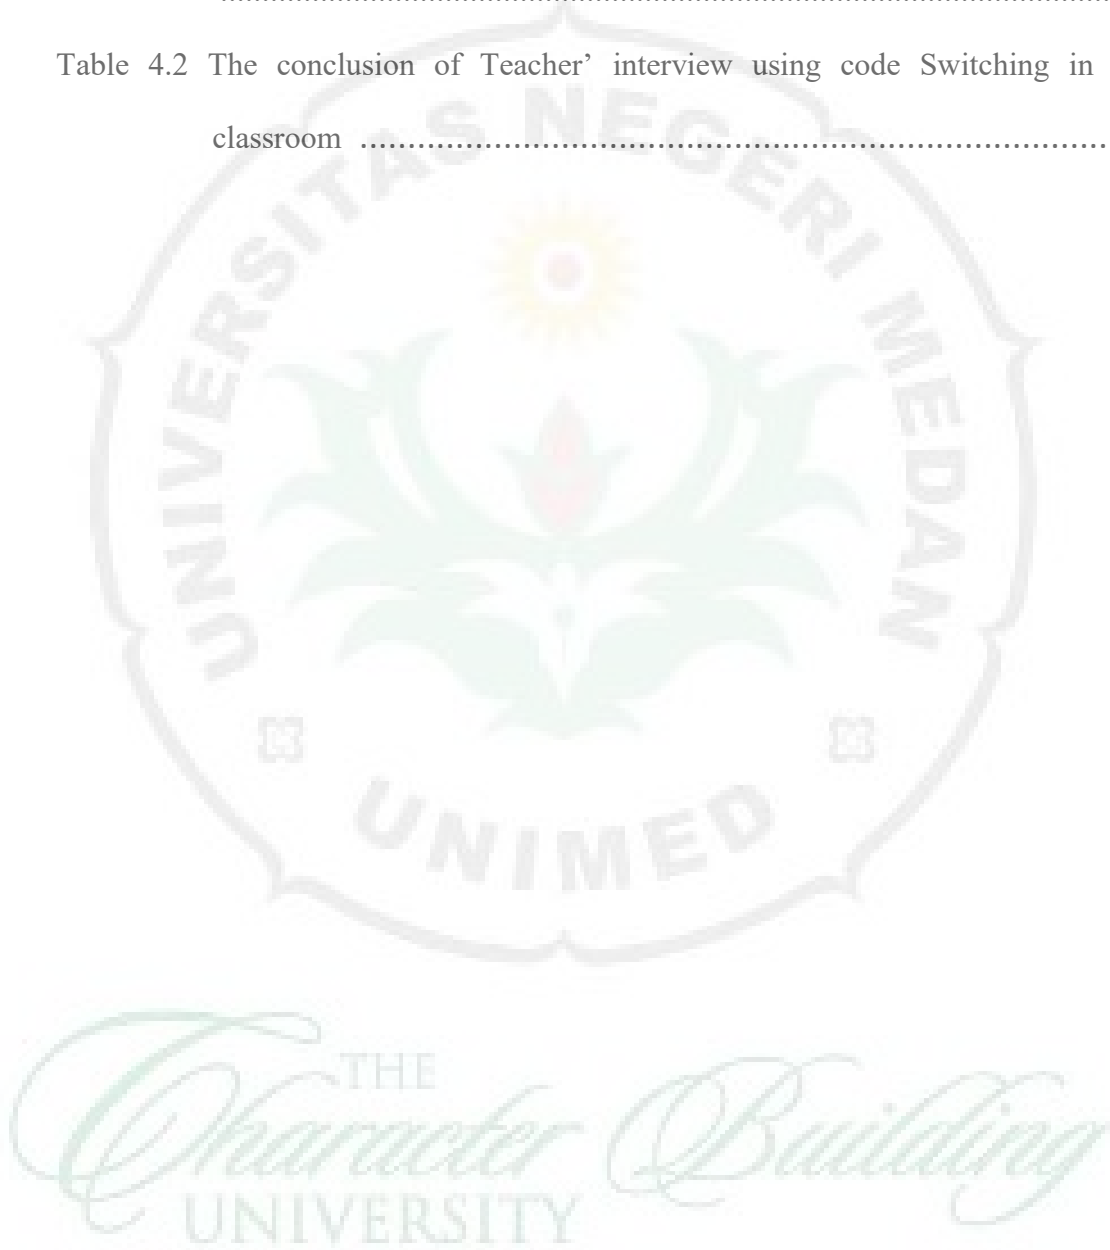 ........................................................................................................
Table 4.2 The conclusion of Teacher’ interview using code Switching in
classroom ................................................................................
UNIVERSITAS NEGERI MEDAN
UNIMED
THE
Character Building
UNIVERSITY